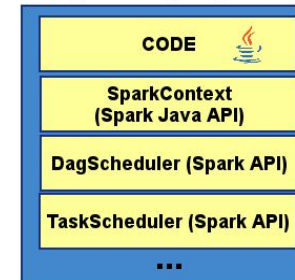 CODE
SparkContext
(Spark Java API)
DagScheduler (Spark API)
TaskScheduler (Spark API)
...